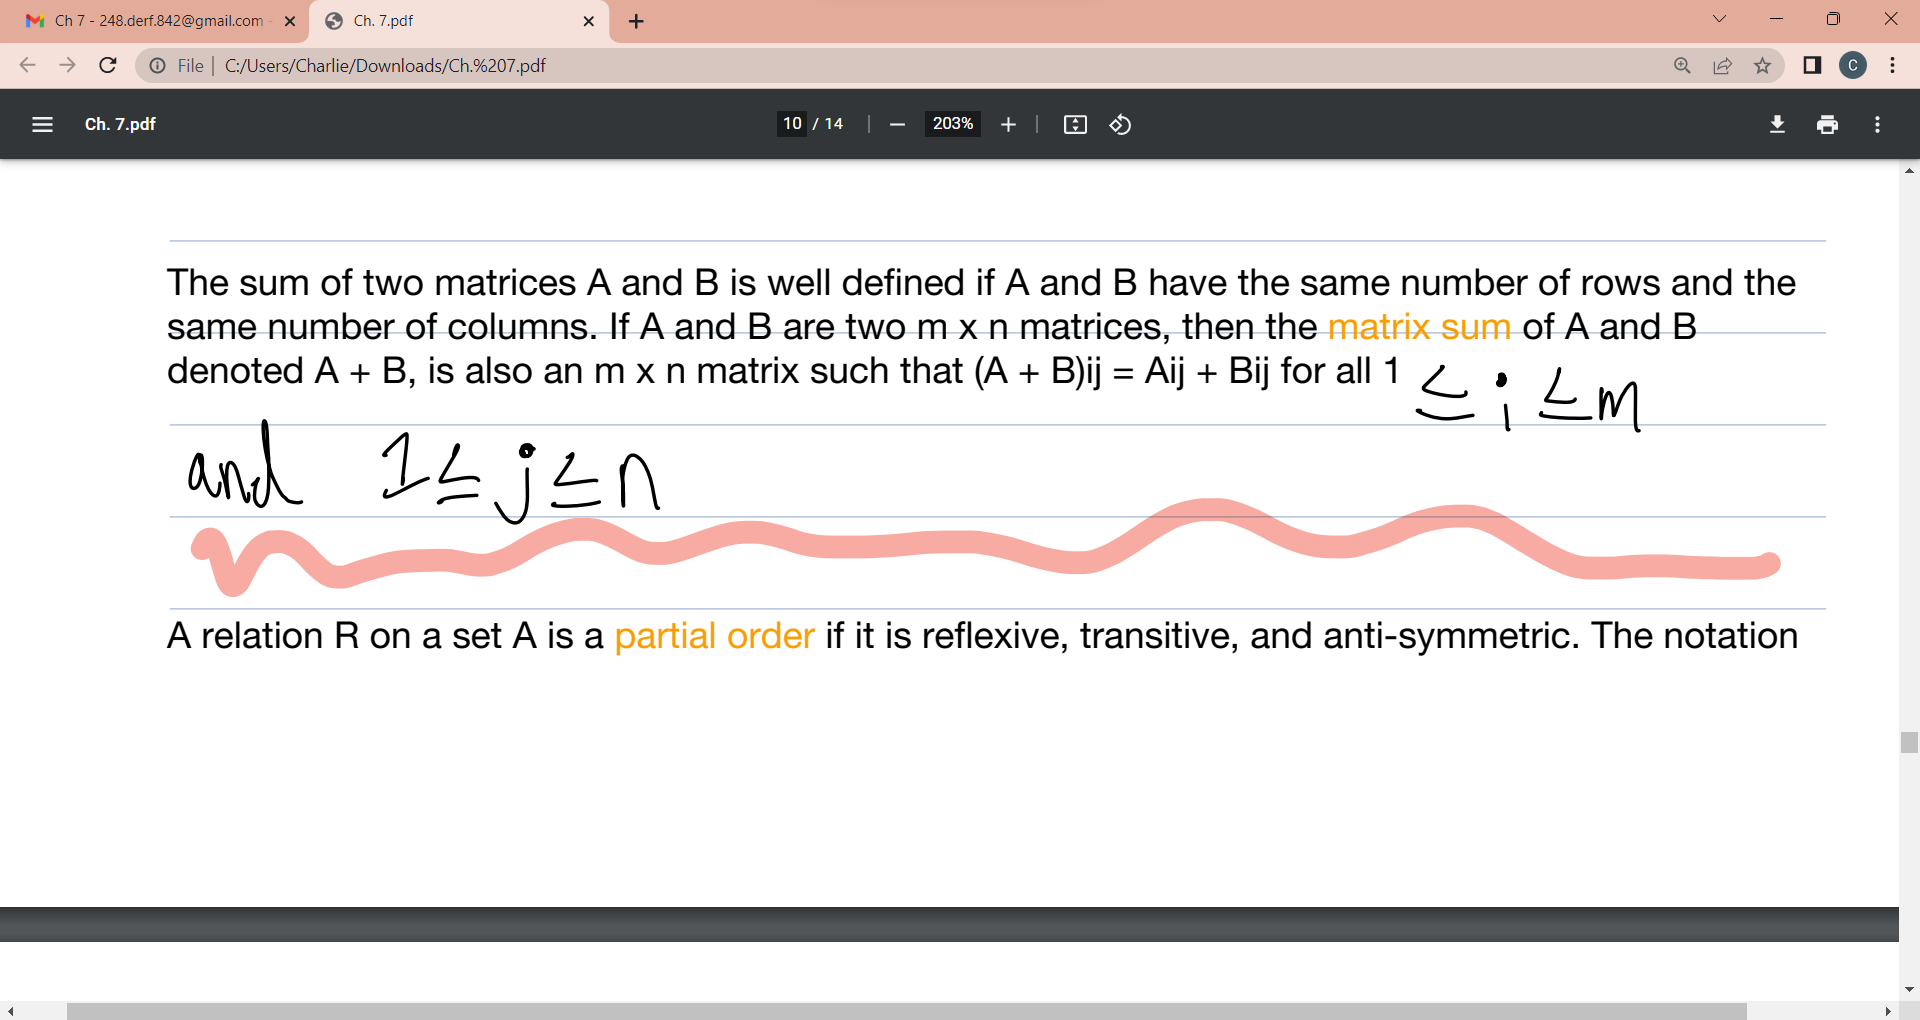 Ch 7 - 248.derf.842@gmail.com - Ch. 7.pdf
File | C:/Users/Charlie/Downloads/Ch.%207.pdf C
Ch. 7.pdf 10 / 14 203%
The sum of two matrices A and B is well defined if A and B have the same number of rows and the
same number of columns. If A and B are two m x n matrices, then the matrix sum of A and B
denoted A + B, is also an m x n matrix such that (A + B)ij = Aij + Bij for all 1 ≤ i ≤ m
and 1 ≤ j ≤ n
A relation R on a set A is a partial order if it is reflexive, transitive, and anti-symmetric. The notation